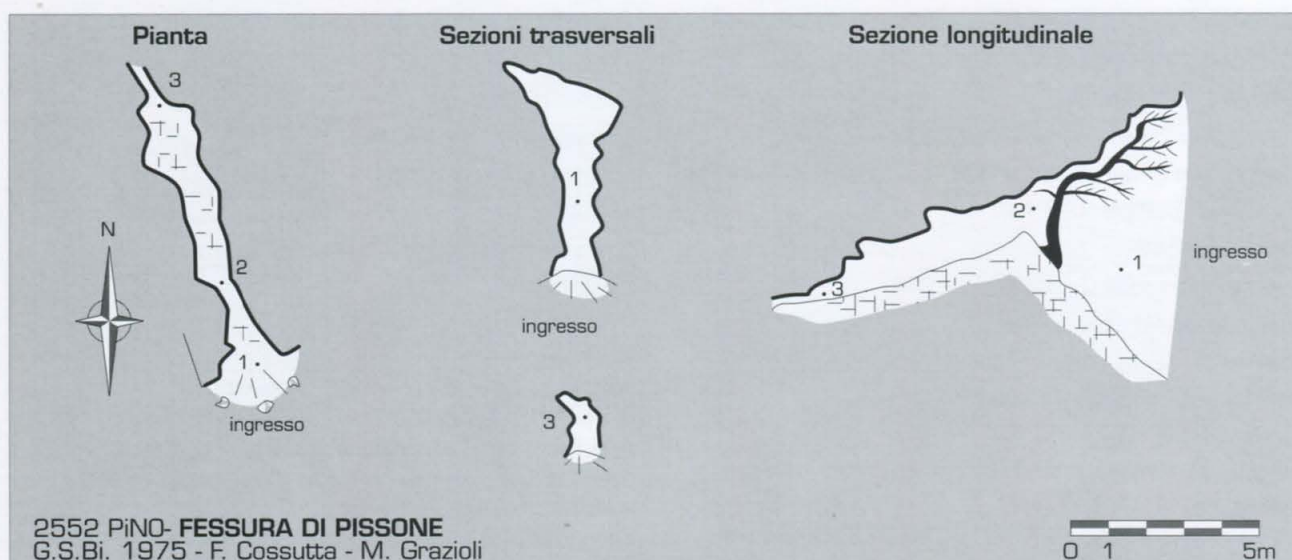 Pianta
3
2
1
ingresso
N
Sezioni trasversali
1
ingresso
3
Sezione longitudinale
2
1
3
ingresso
2552 PiNO- FESSURA DI PISSONE
G.S.Bi. 1975 - F. Cossutta - M. Grazioli
0 1 5m